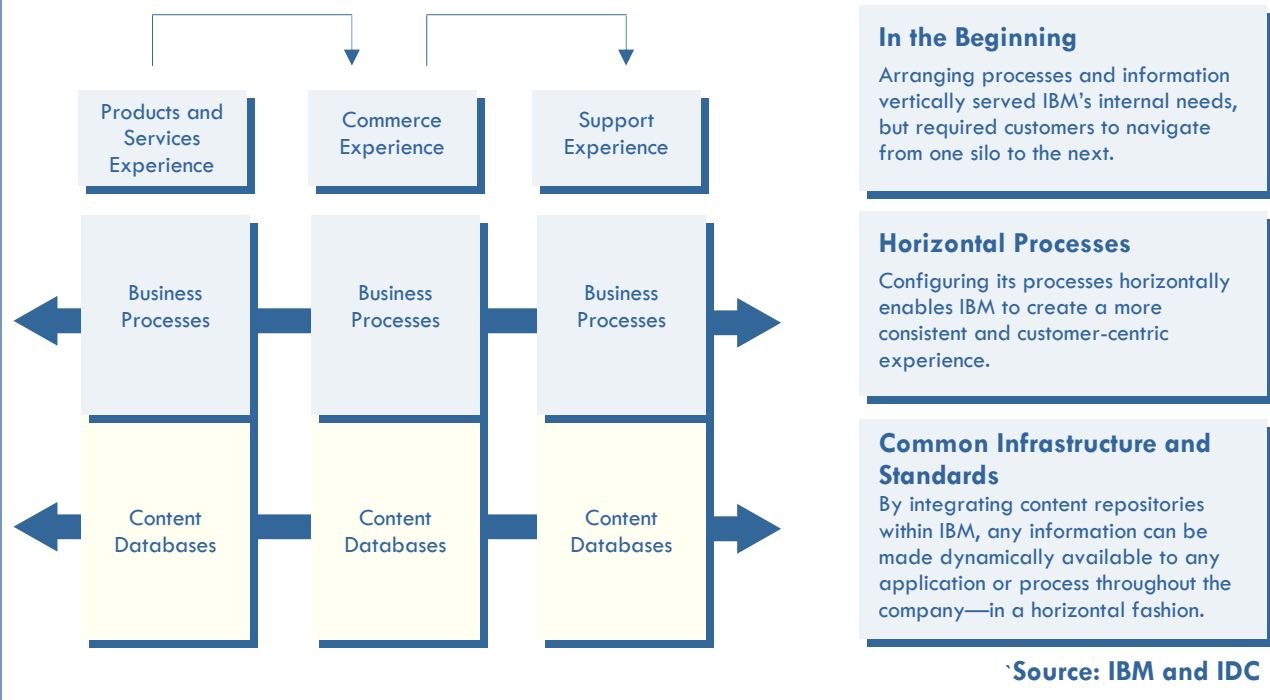 Products and
Services
Experience
Commerce
Experience
Support
Experience
Business
Processes
Business
Processes
Business
Processes
Content
Databases
Content
Databases
Content
Databases
In the Beginning
Arranging processes and information
vertically served IBM’s internal needs,
but required customers to navigate
from one silo to the next.
Horizontal Processes
Configuring its processes horizontally
enables IBM to create a more
consistent and customer-centric
experience.
Common Infrastructure and
Standards
By integrating content repositories
within IBM, any information can be
made dynamically available to any
application or process throughout the
company—in a horizontal fashion.
`Source: IBM and IDC